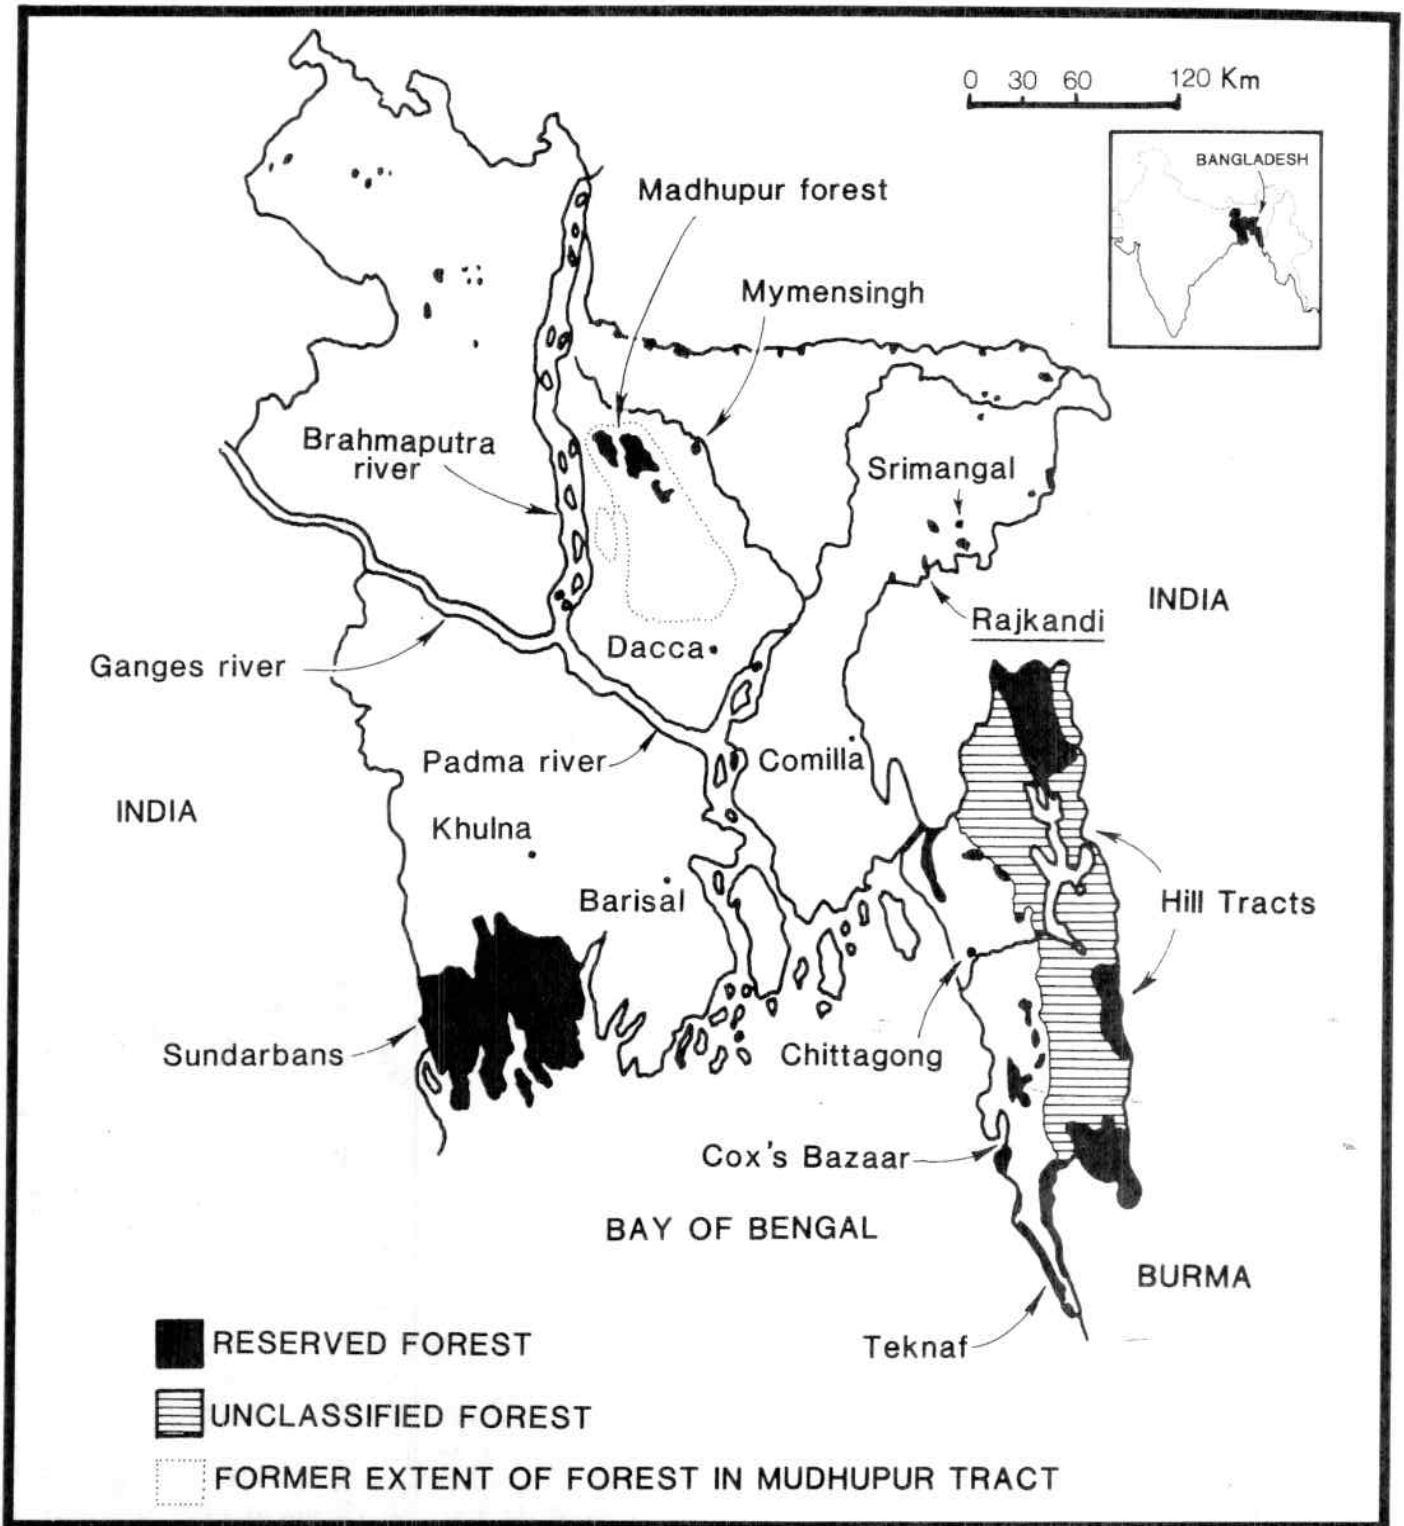 0 30 60 120 Km
BANGLADESH
Madhupur forest
Mymensingh
Brahmaputra
river
Srimangal
INDIA
Rajkandi
Dacca
Ganges river
Padma river
Comilla
INDIA
Khulna
Barisal
Hill Tracts
Sundarbans
Chittagong
Cox's Bazaar
BAY OF BENGAL
BURMA
Teknaf
RESERVED FOREST
UNCLASSIFIED FOREST
FORMER EXTENT OF FOREST IN MUDHUPUR TRACT